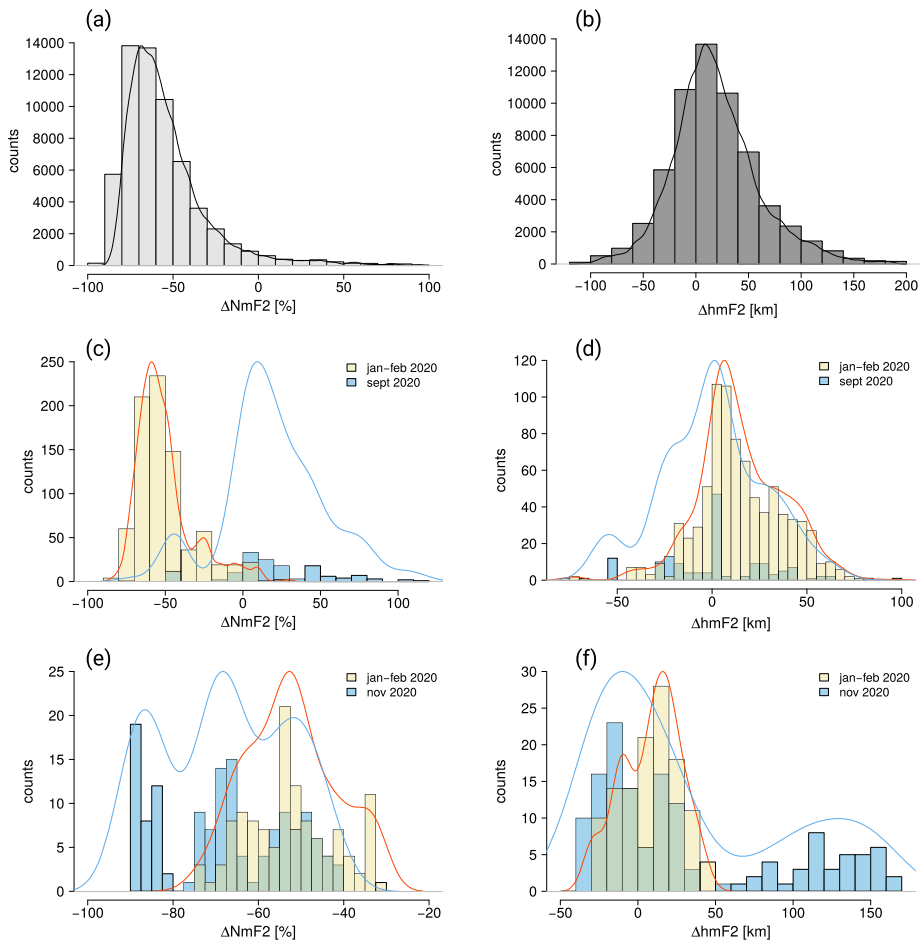 (a)
14000
12000
10000
8000
6000
4000
2000
0
counts
−100 −50 0 50 100
ΔNmF2 [%]
(b)
14000
12000
10000
8000
6000
4000
2000
0
counts
−100 −50 0 50 100 150 200
ΔhmF2 [km]
(c)
250
200
150
100
50
0
counts
jan−feb 2020
sept 2020
−100 −50 0 50 100
ΔNmF2 [%]
(d)
120
100
80
60
40
20
0
counts
jan−feb 2020
sept 2020
−50 0 50 100
ΔhmF2 [km]
(e)
25
20
15
10
5
0
counts
jan−feb 2020
nov 2020
−100 −80 −60 −40 −20
ΔNmF2 [%]
(f)
30
25
20
15
10
5
0
counts
jan−feb 2020
nov 2020
−50 0 50 100 150
ΔhmF2 [km]